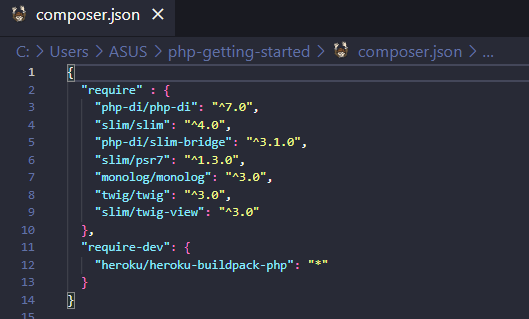 composer.json ×
C: > Users > ASUS > php-getting-started > composer.json > ...
1 {
2   "require" : {
3     "php-di/php-di": "^7.0",
4     "slim/slim": "^4.0",
5     "php-di/slim-bridge": "^3.1.0",
6     "slim/psr7": "^1.3.0",
7     "monolog/monolog": "^3.0",
8     "twig/twig": "^3.0",
9     "slim/twig-view": "^3.0"
10   },
11   "require-dev": {
12     "heroku/heroku-buildpack-php": "*"
13   }
14 }
15